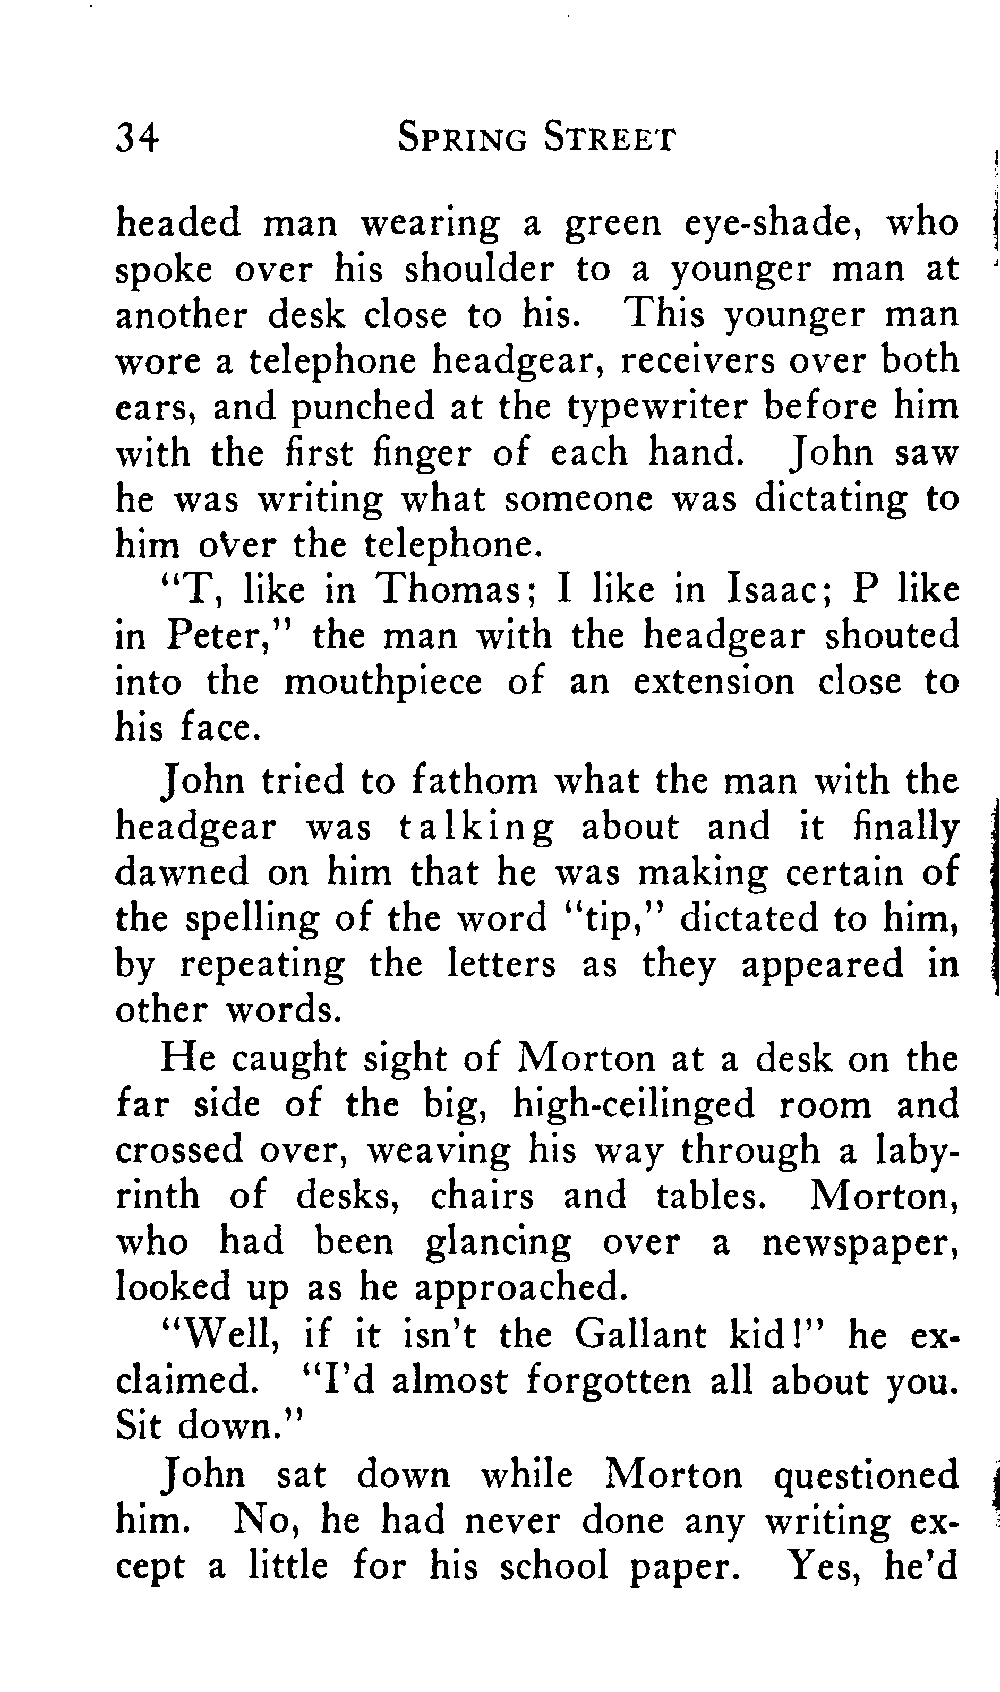 34 SPRING STREET
headed man wearing a green eye-shade, who
spoke over his shoulder to a younger man at
another desk close to his. This younger man
wore a telephone headgear, receivers over both
ears, and punched at the typewriter before him
with the first finger of each hand. John saw
he was writing what someone was dictating to
him over the telephone.
"T, like in Thomas; I like in Isaac; P like
in Peter," the man with the headgear shouted
into the mouthpiece of an extension close to
his face.
John tried to fathom what the man with the
headgear was talking about and it finally
dawned on him that he was making certain of
the spelling of the word "tip," dictated to him,
by repeating the letters as they appeared in
other words.
He caught sight of Morton at a desk on the
far side of the big, high-ceilinged room and
crossed over, weaving his way through a laby-
rinth of desks, chairs and tables. Morton,
who had been glancing over a newspaper,
looked up as he approached.
"Well, if it isn't the Gallant kid!" he ex-
claimed. "I'd almost forgotten all about you.
Sit down."
John sat down while Morton questioned
him. No, he had never done any writing ex-
cept a little for his school paper. Yes, he'd